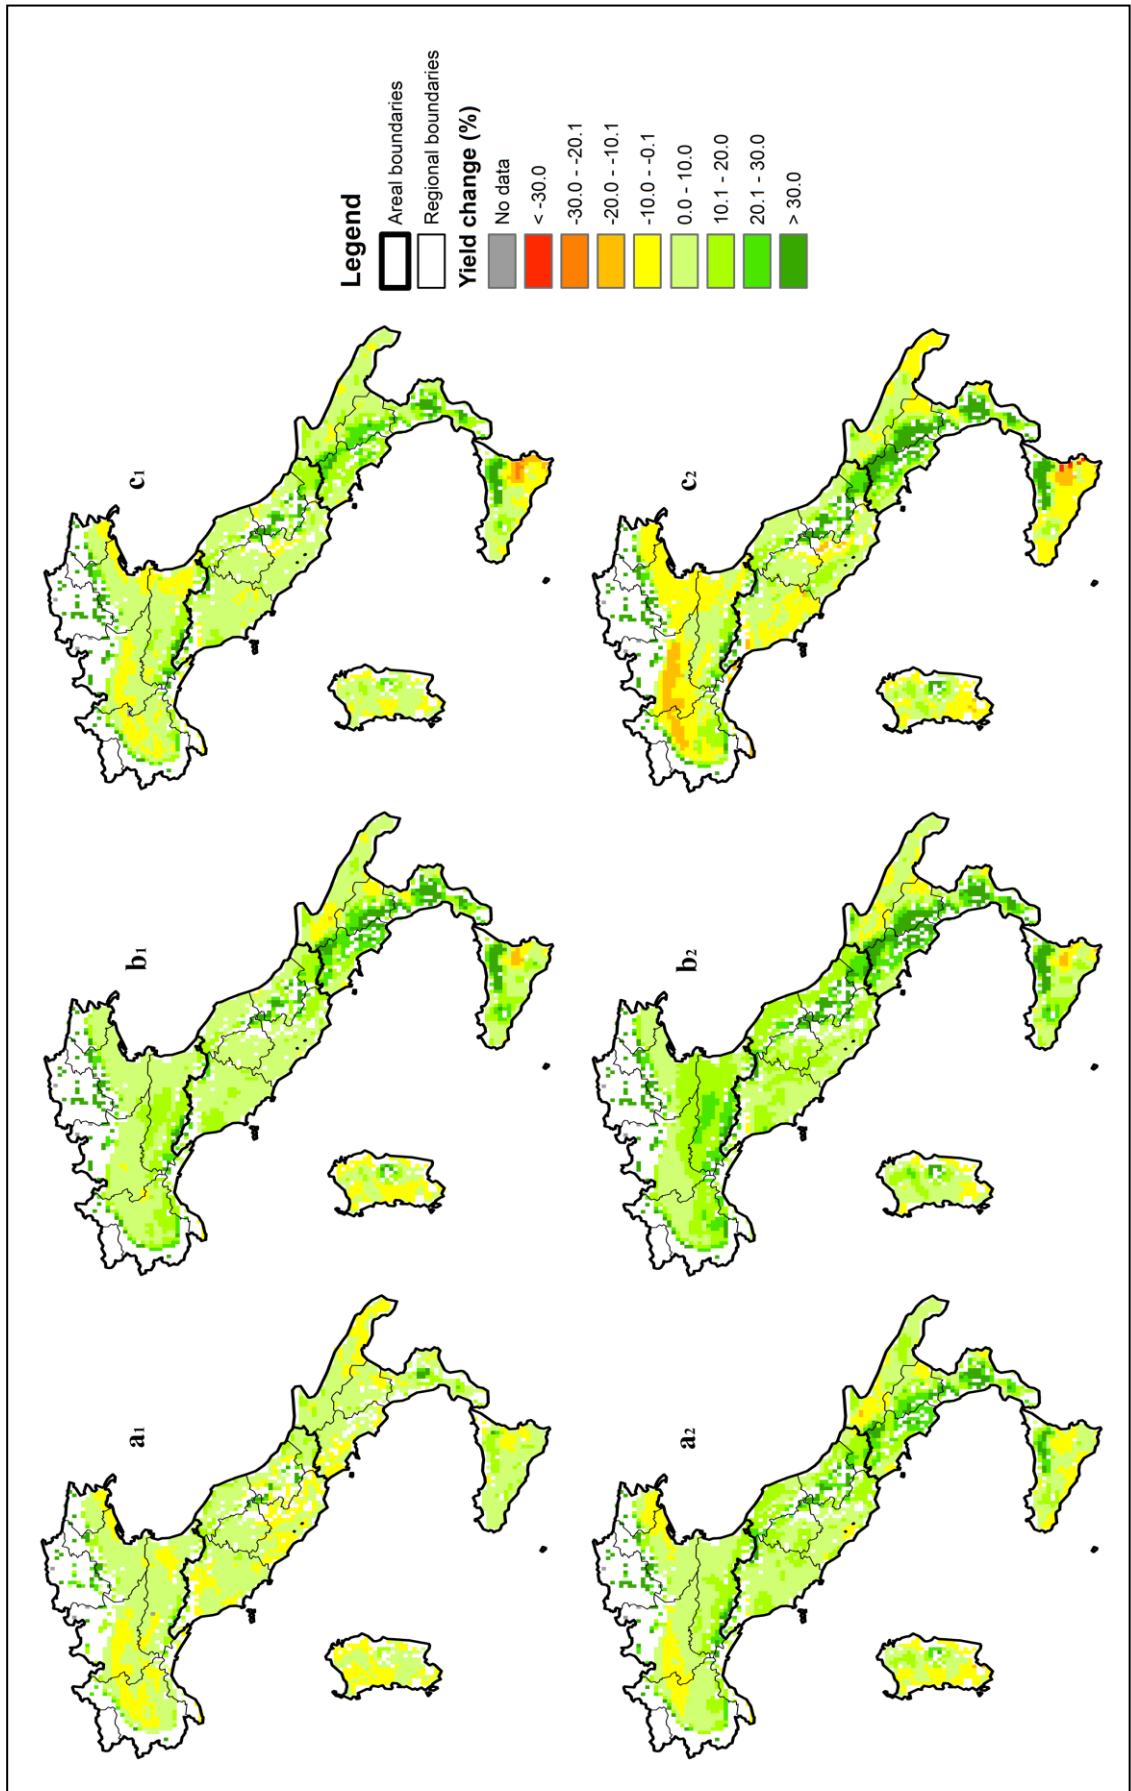 a1
b1
c1
a2
b2
c2
Legend
Areal boundaries
Regional boundaries
Yield change (%)
No data
< -30.0
-30.0 - -20.1
-20.0 - -10.1
-10.0 - -0.1
0.0 - 10.0
10.1 - 20.0
20.1 - 30.0
> 30.0